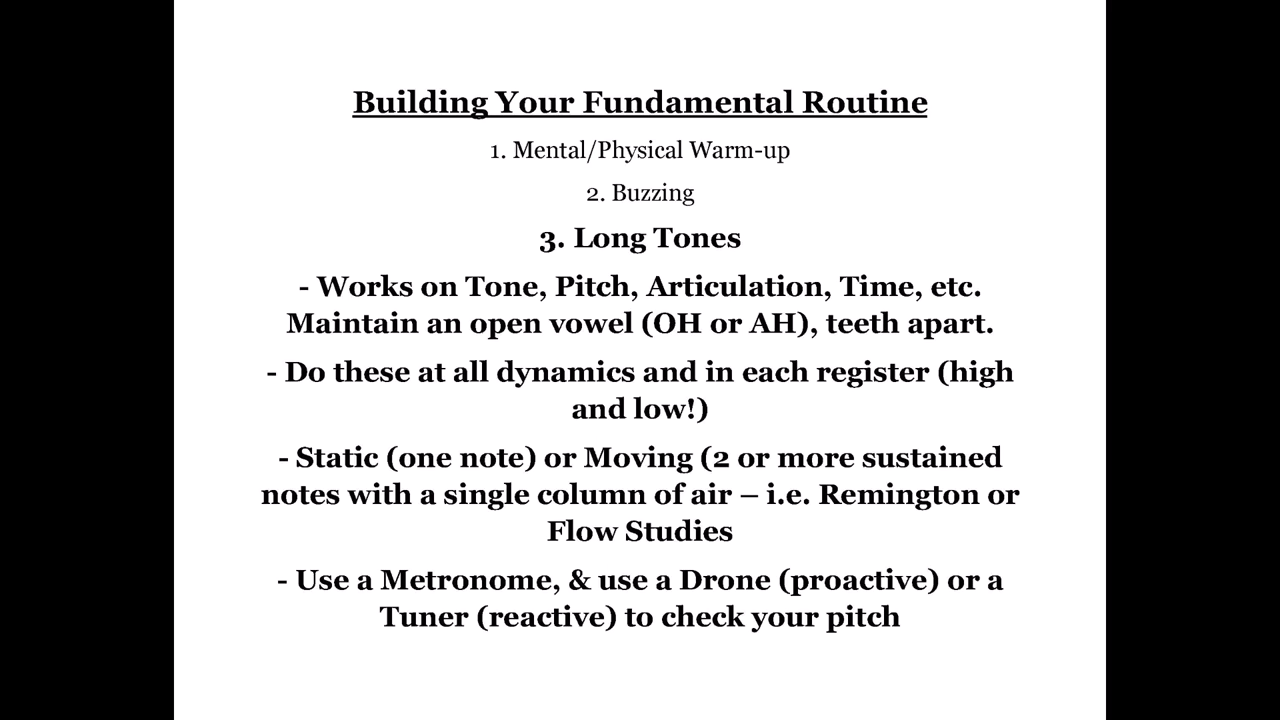 Building Your Fundamental Routine
1. Mental/Physical Warm-up
2. Buzzing
3. Long Tones
- Works on Tone, Pitch, Articulation, Time, etc.
Maintain an open vowel (OH or AH), teeth apart.
- Do these at all dynamics and in each register (high
and low!)
- Static (one note) or Moving (2 or more sustained
notes with a single column of air – i.e. Remington or
Flow Studies
- Use a Metronome, & use a Drone (proactive) or a
Tuner (reactive) to check your pitch